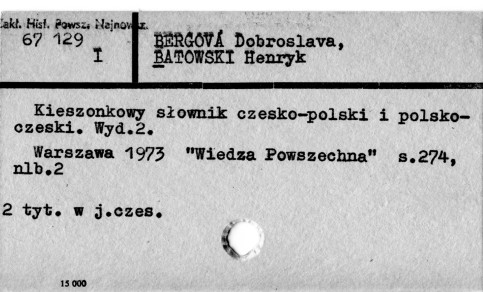 Zakł. Hist. Powsz. Najnowsz.
67 129
I
BERGOVÁ Dobroslava,
BATOWSKI Henryk
Kieszonkowy słownik czesko-polski i polsko-
czeski. Wyd.2.
Warszawa 1973 "Wiedza Powszechna" s.274,
nlb.2
2 tyt. w j.czes.
15 000